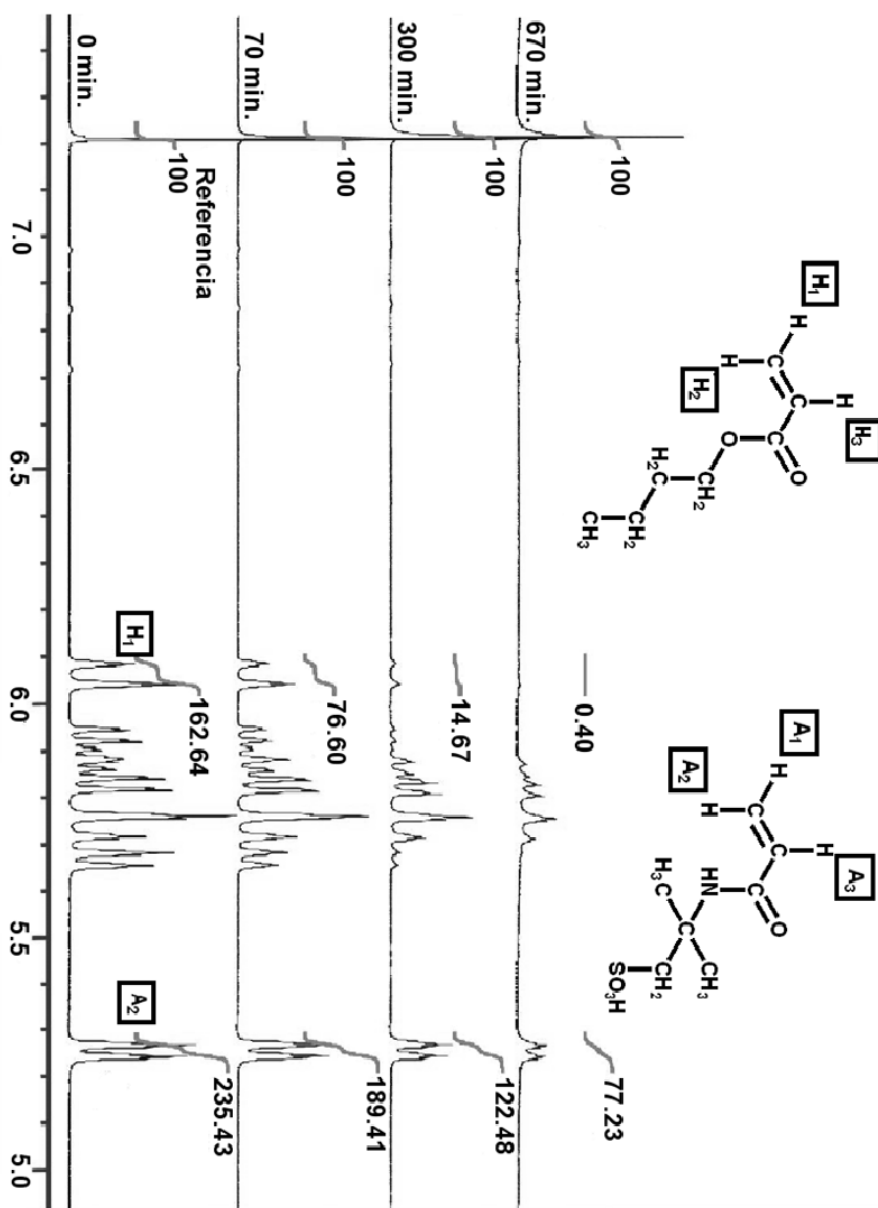 H₃
H
H₁
H
C
O
C
C
H
H₂
O
CH₂
H₂C
CH₂
CH₃
A₃
H
A₁
H
C
O
C
C
H
A₂
HN
CH₃
C
H₃C
CH₂
SO₃H
670 min.
100
0.40
77.23
300 min.
100
14.67
122.48
70 min.
100
76.60
189.41
0 min.
100
Referencia
H₁
162.64
A₂
235.43
7.0 6.5 6.0 5.5 5.0